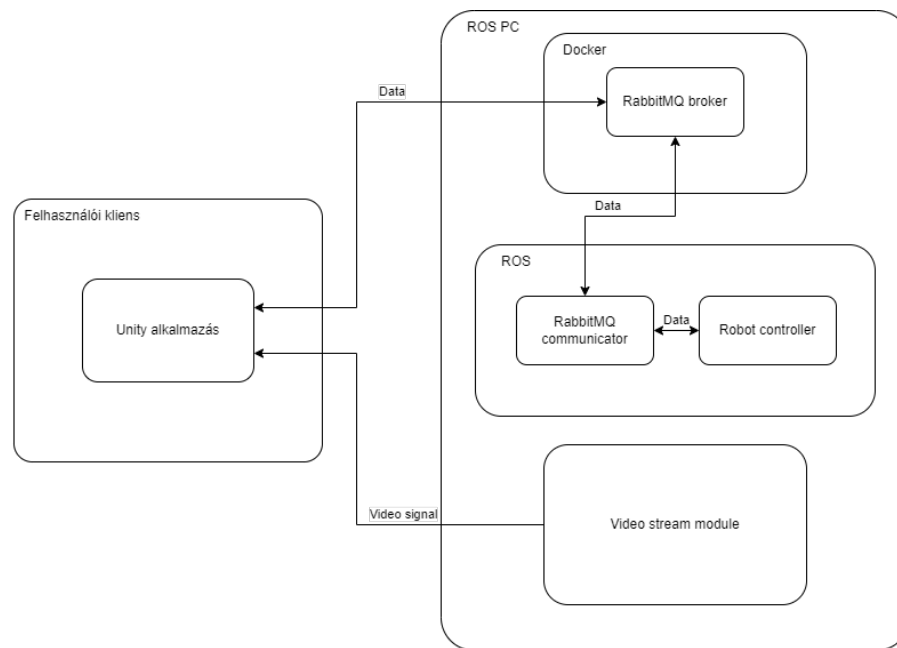 ROS PC
Docker
RabbitMQ broker
Data
Data
Felhasználói kliens
Unity alkalmazás
ROS
RabbitMQ
communicator
Data
Robot controller
Video signal
Video stream module